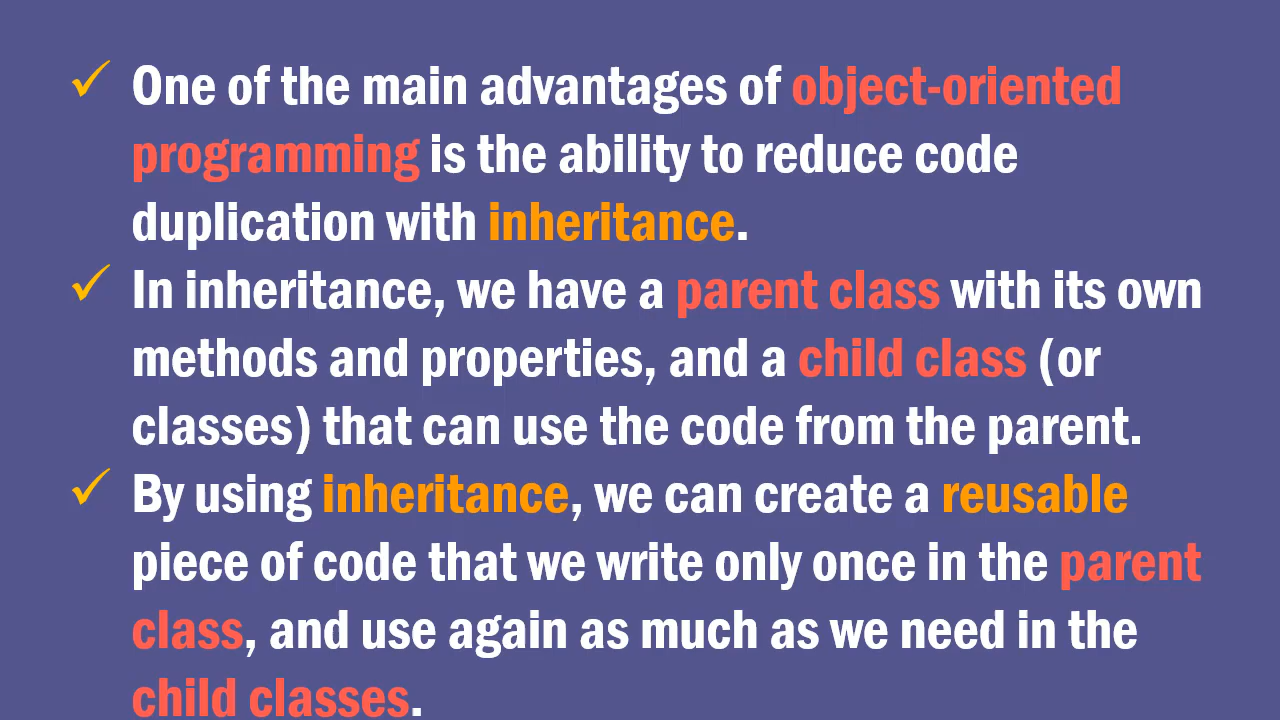 ✓ One of the main advantages of object-oriented
programming is the ability to reduce code
duplication with inheritance.
✓ In inheritance, we have a parent class with its own
methods and properties, and a child class (or
classes) that can use the code from the parent.
✓ By using inheritance, we can create a reusable
piece of code that we write only once in the parent
class, and use again as much as we need in the
child classes.